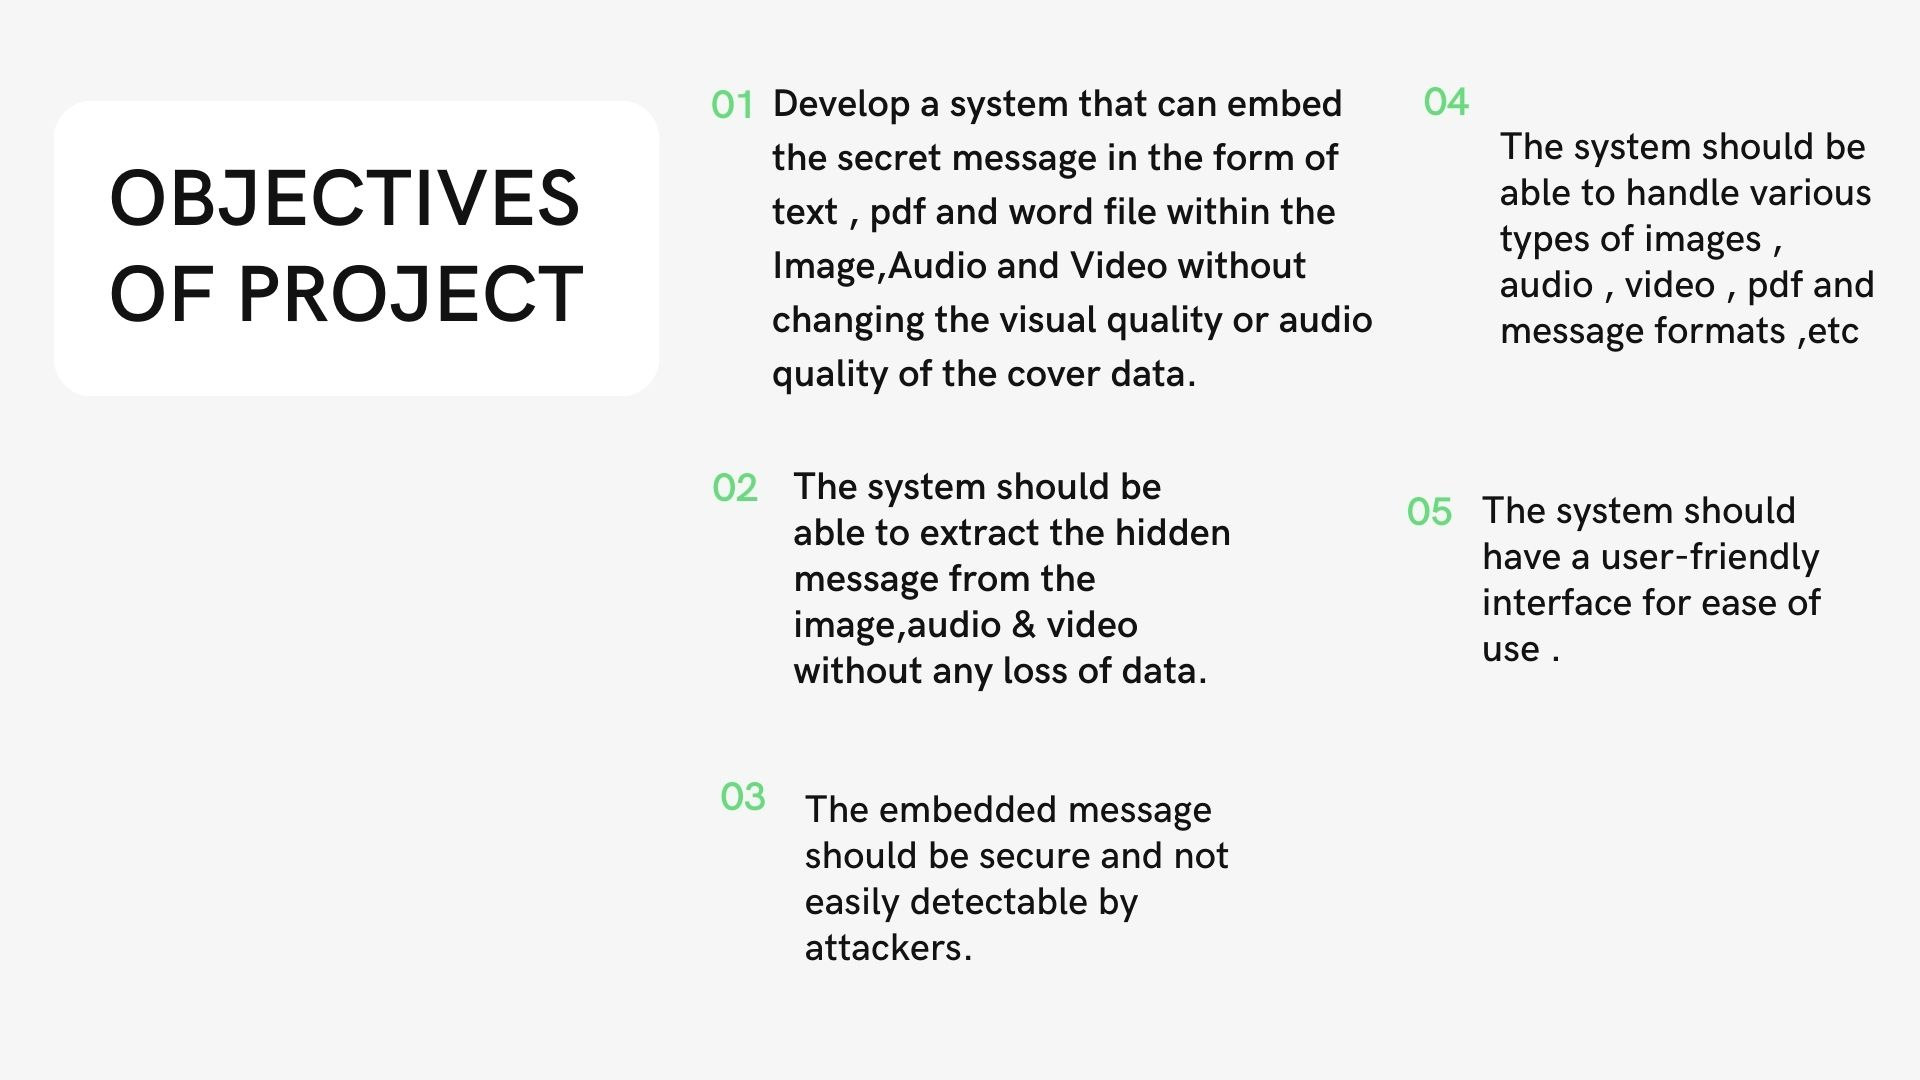 OBJECTIVES
OF PROJECT
01 Develop a system that can embed
the secret message in the form of
text , pdf and word file within the
Image,Audio and Video without
changing the visual quality or audio
quality of the cover data.
02 The system should be
able to extract the hidden
message from the
image,audio & video
without any loss of data.
03
The embedded message
should be secure and not
easily detectable by
attackers.
04
The system should be
able to handle various
types of images ,
audio , video , pdf and
message formats ,etc
05 The system should
have a user-friendly
interface for ease of
use .